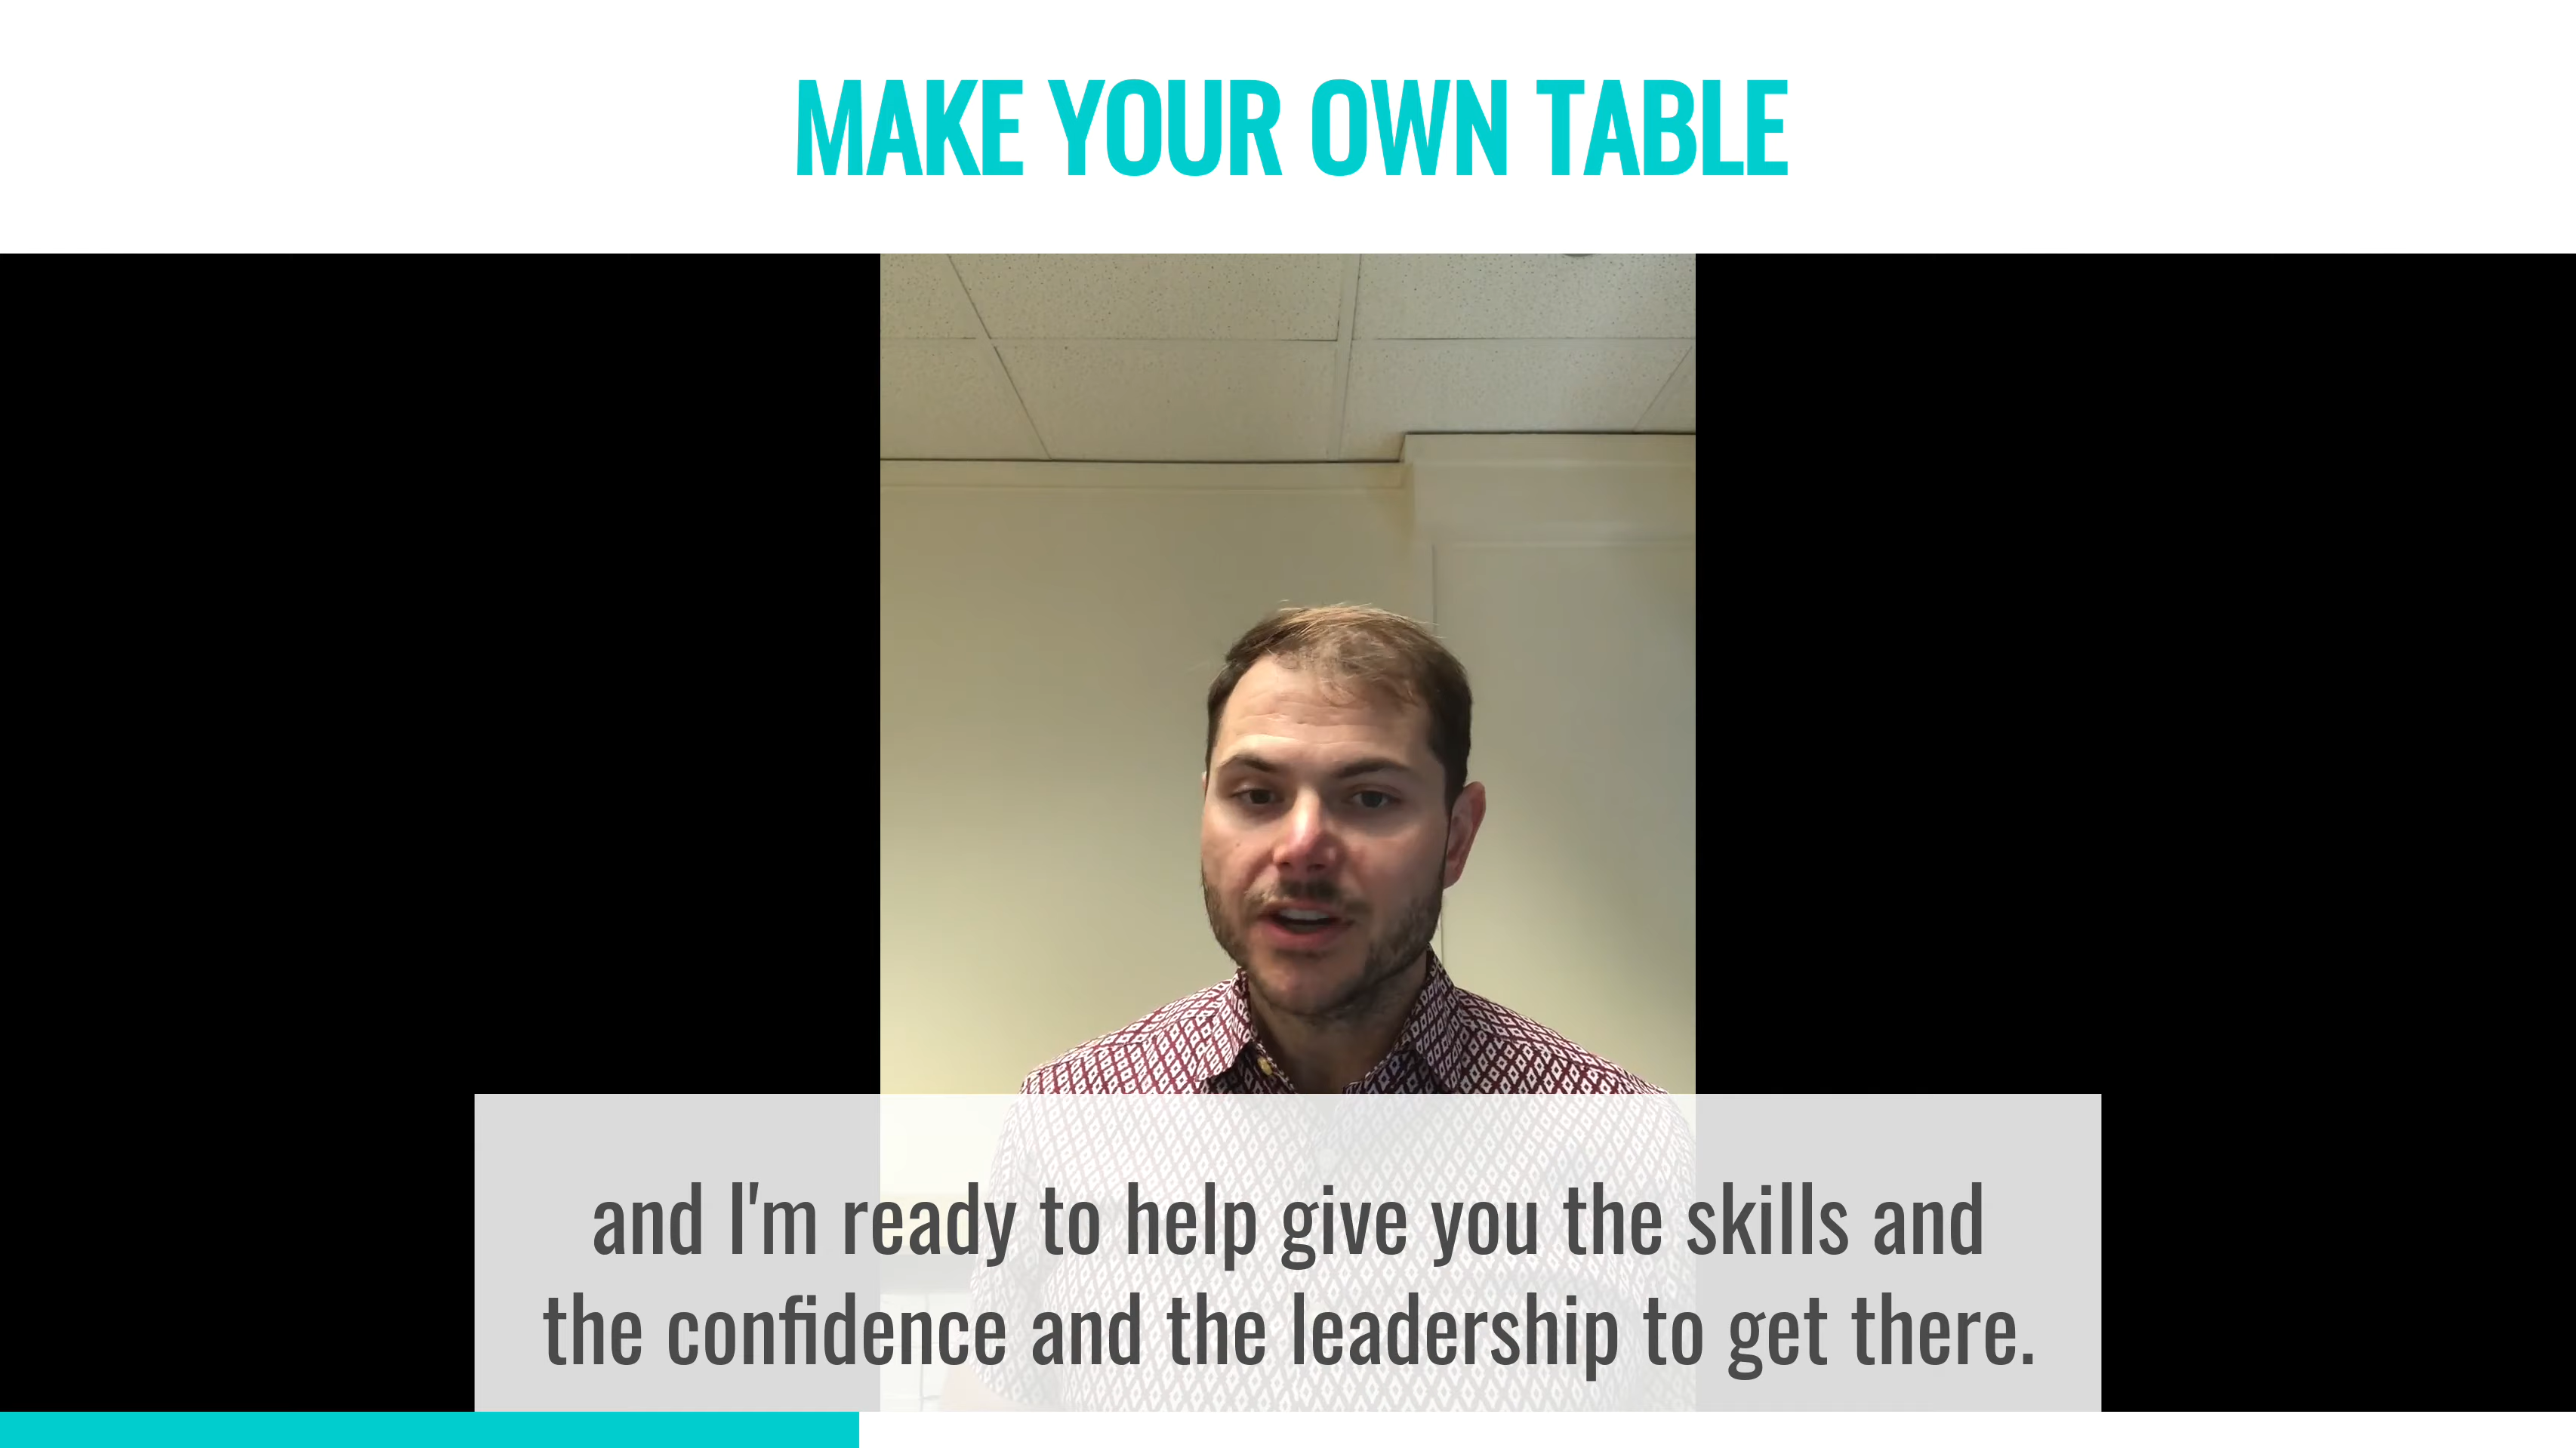 MAKE YOUR OWN TABLE
and I'm ready to help give you the skills and
the confidence and the leadership to get there.